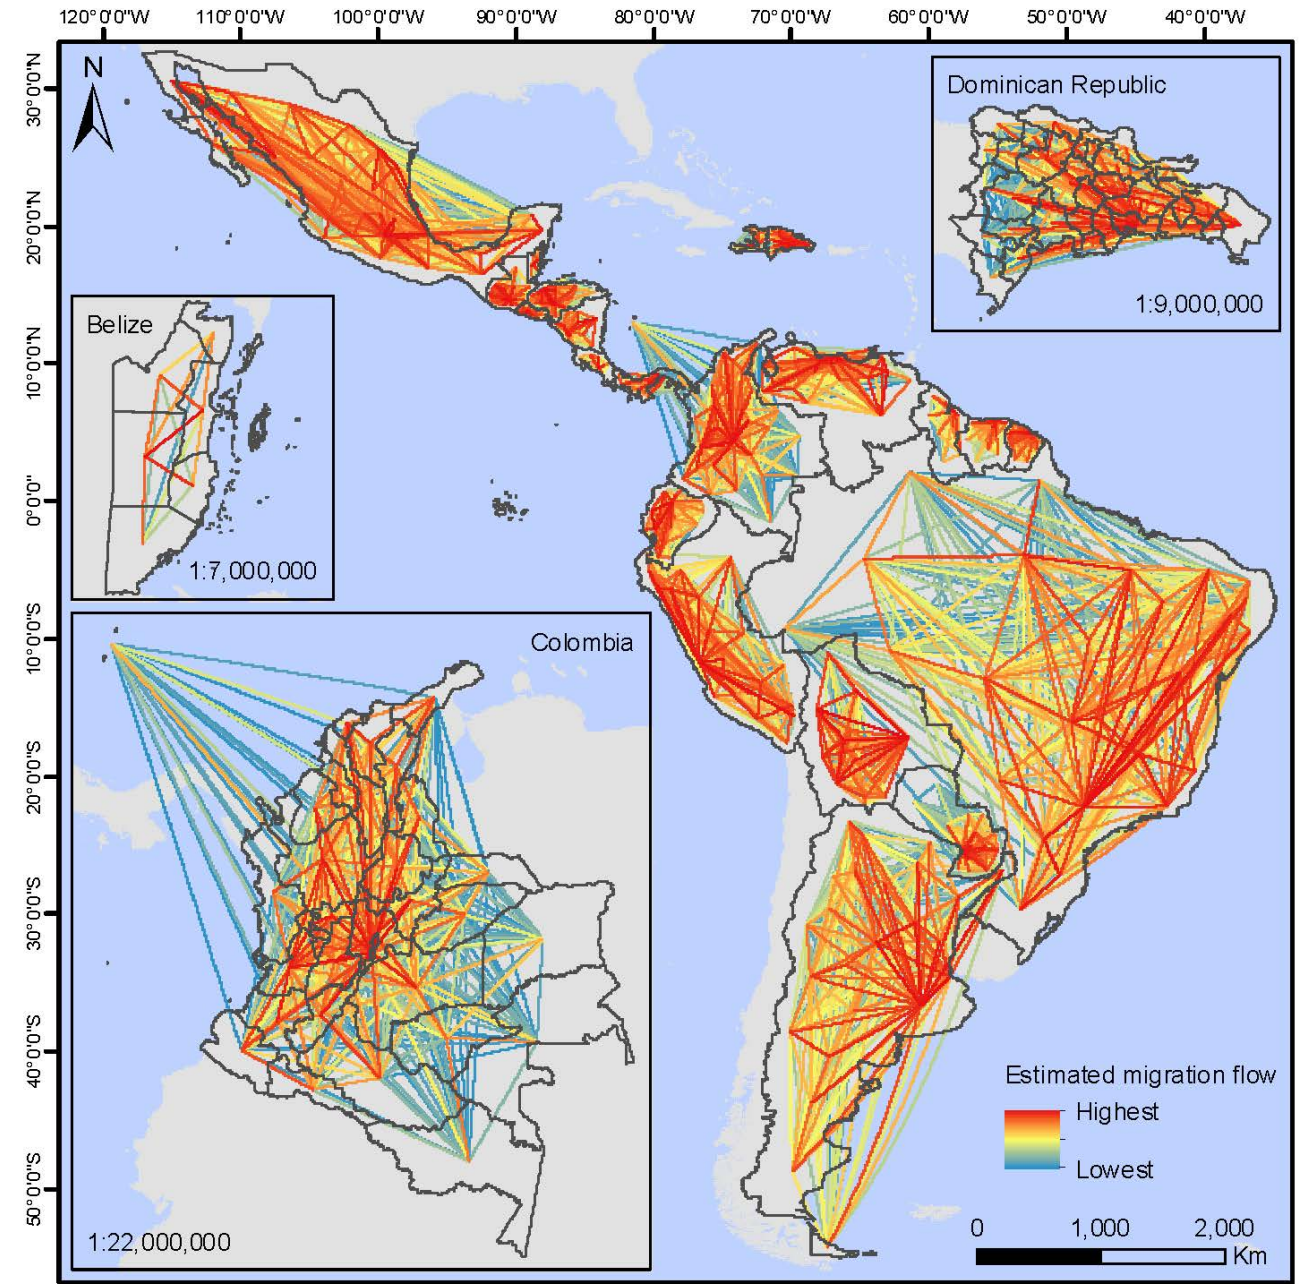 120°0'0"W 110°0'0"W 100°0'0"W 90°0'0"W 80°0'0"W 70°0'0"W 60°0'0"W 50°0'0"W 40°0'0"W
N
30°0'0"N
20°0'0"N
10°0'0"N
0°0'0"
10°0'0"S
20°0'0"S
30°0'0"S
40°0'0"S
50°0'0"S
Dominican Republic
1:9,000,000
Belize
1:7,000,000
Colombia
1:22,000,000
Estimated migration flow
Highest
Lowest
0 1,000 2,000
Km